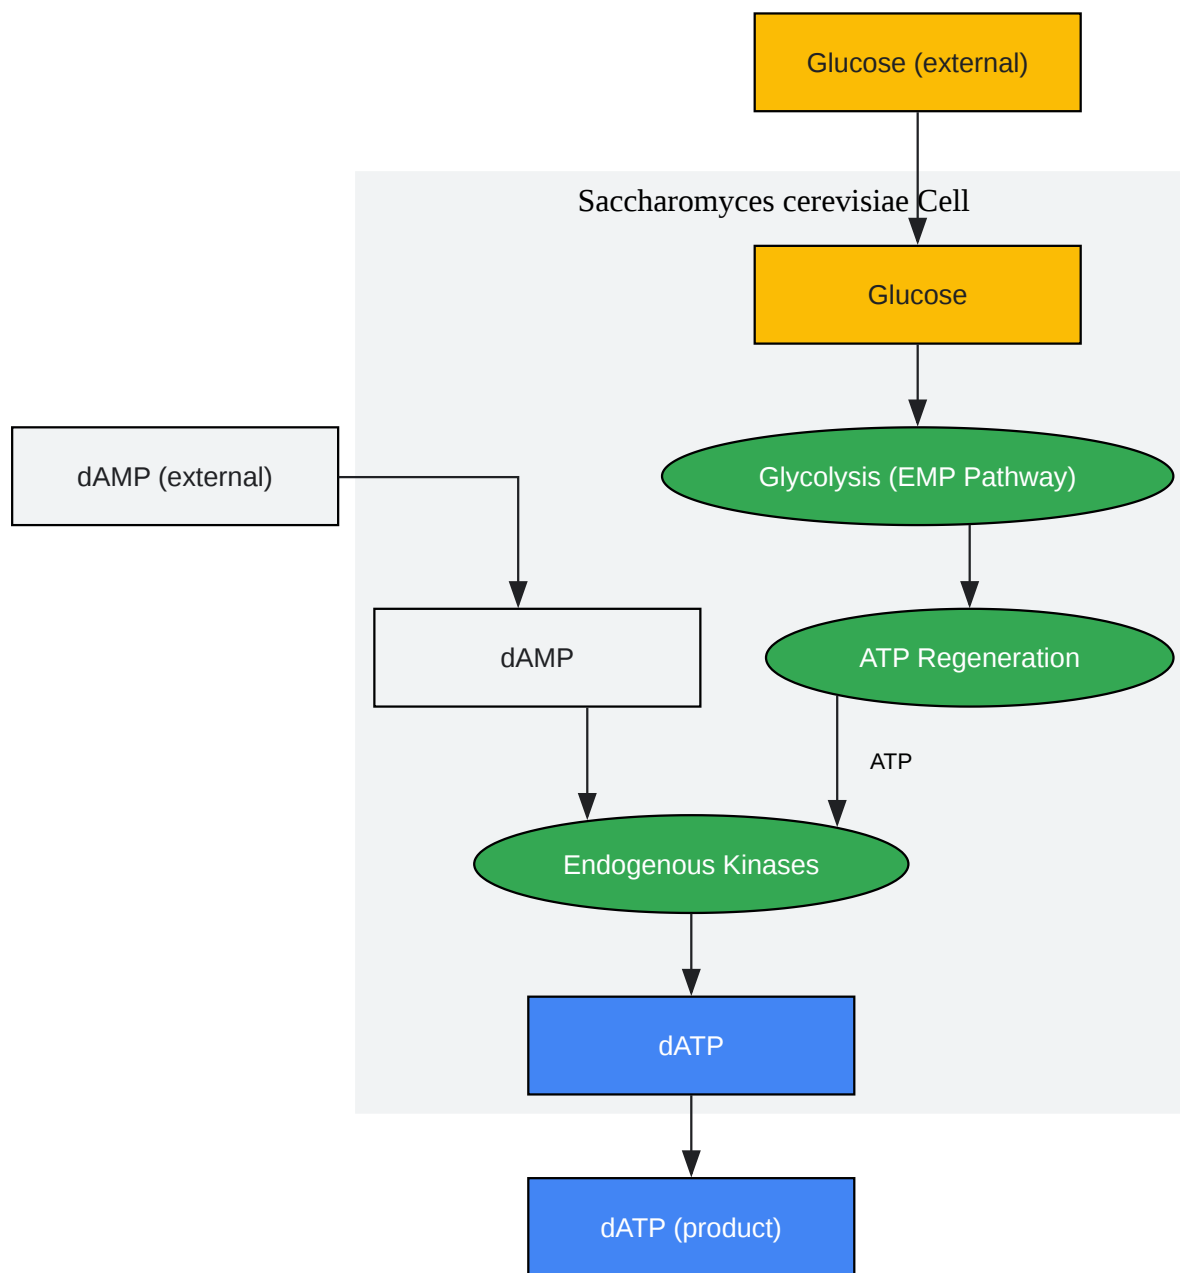 Glucose (external)
Saccharomyces cerevisiae Cell
Glucose
dAMP (external)
Glycolysis (EMP Pathway)
dAMP
ATP Regeneration
ATP
Endogenous Kinases
dATP
dATP (product)